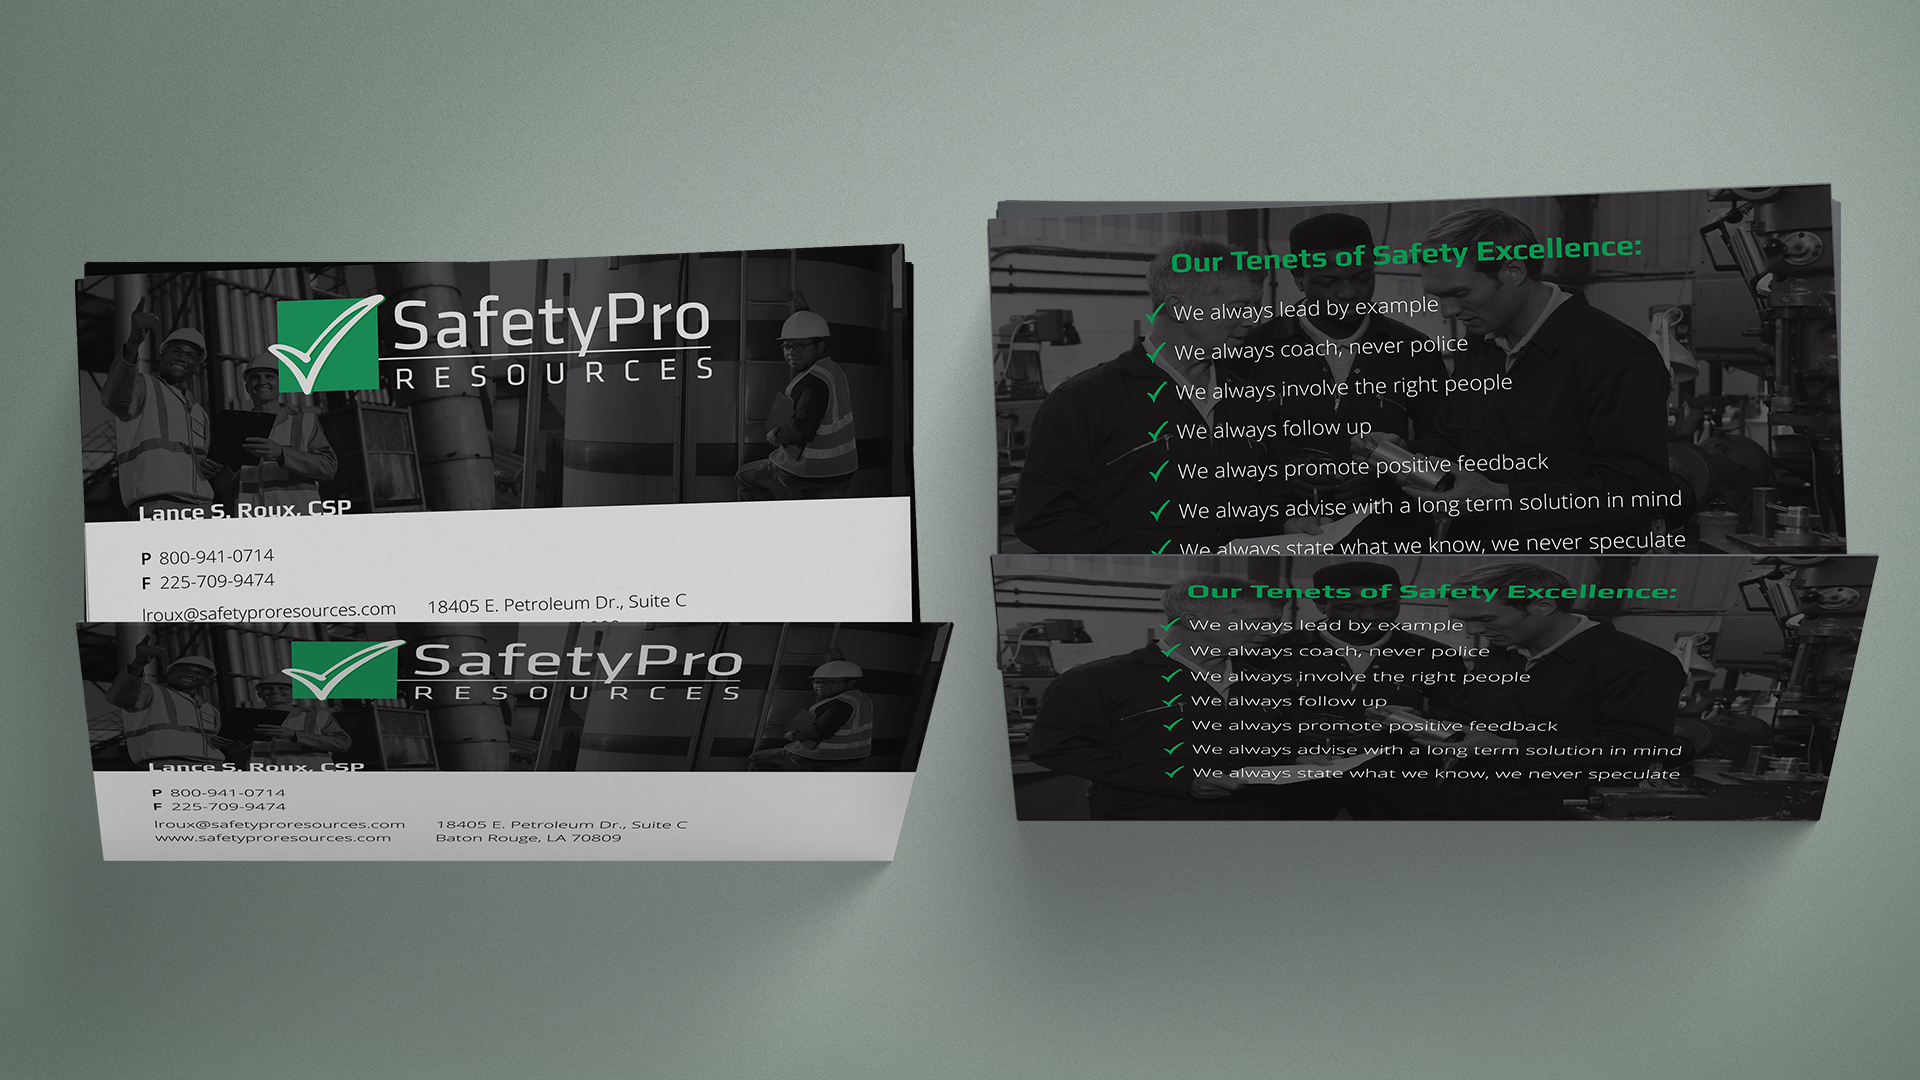 SafetyPro
RESOURCES
Lance S. Roux, CSP
P 800-941-0714
F 225-709-9474
lroux@safetyproresources.com
18405 E. Petroleum Dr., Suite C
SafetyPro
RESOURCES
Lance S. Roux, CSP
P 800-941-0714
F 225-709-9474
lroux@safetyproresources.com
www.safetyproresources.com
18405 E. Petroleum Dr., Suite C
Baton Rouge, LA 70809
Our Tenets of Safety Excellence:
We always lead by example
We always coach, never police
We always involve the right people
We always follow up
We always promote positive feedback
We always advise with a long term solution in mind
We always state what we know, we never speculate
Our Tenets of Safety Excellence:
We always lead by example
We always coach, never police
We always involve the right people
We always follow up
We always promote positive feedback
We always advise with a long term solution in mind
We always state what we know, we never speculate